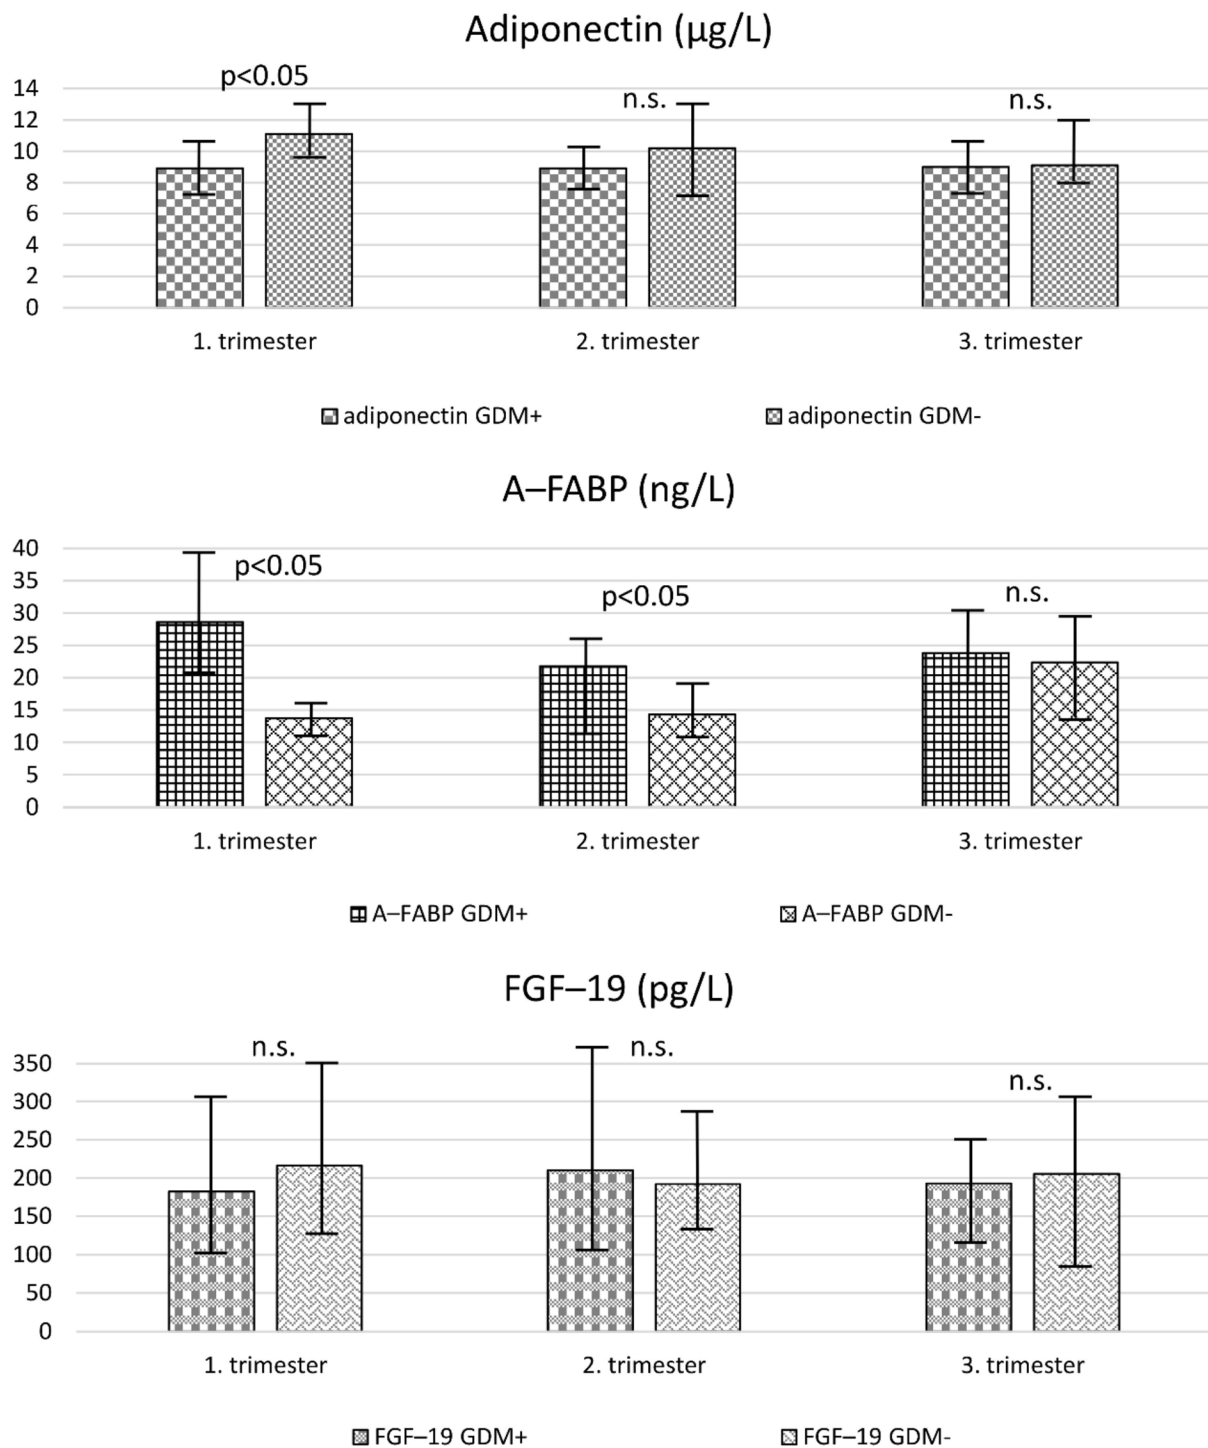 Adiponectin (µg/L)
p<0.05
n.s.
n.s.
14
12
10
8
6
4
2
0
1. trimester
2. trimester
3. trimester
adiponectin GDM+
adiponectin GDM-
A–FABP (ng/L)
p<0.05
p<0.05
n.s.
40
35
30
25
20
15
10
5
0
1. trimester
2. trimester
3. trimester
A–FABP GDM+
A–FABP GDM-
FGF–19 (pg/L)
n.s.
n.s.
n.s.
350
300
250
200
150
100
50
0
1. trimester
2. trimester
3. trimester
FGF–19 GDM+
FGF–19 GDM-